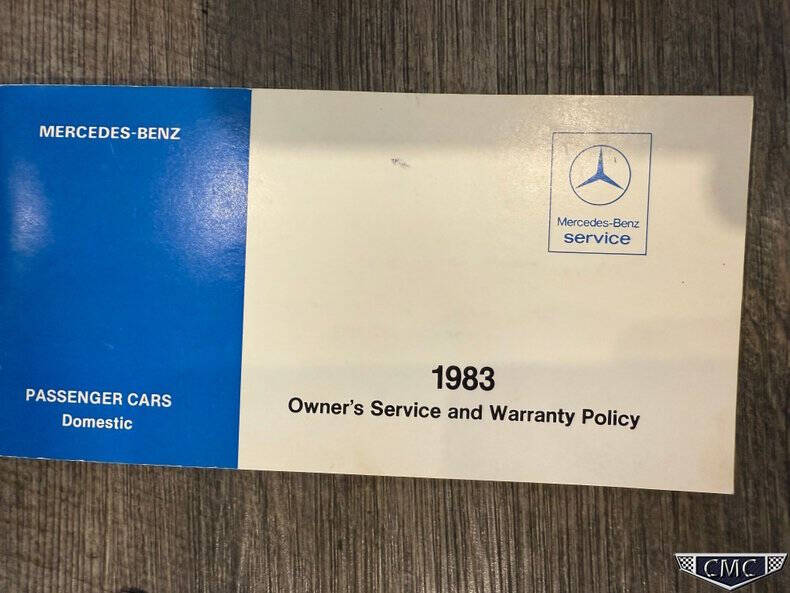 MERCEDES-BENZ
PASSENGER CARS
Domestic
Mercedes-Benz
service
1983
Owner's Service and Warranty Policy
CMC